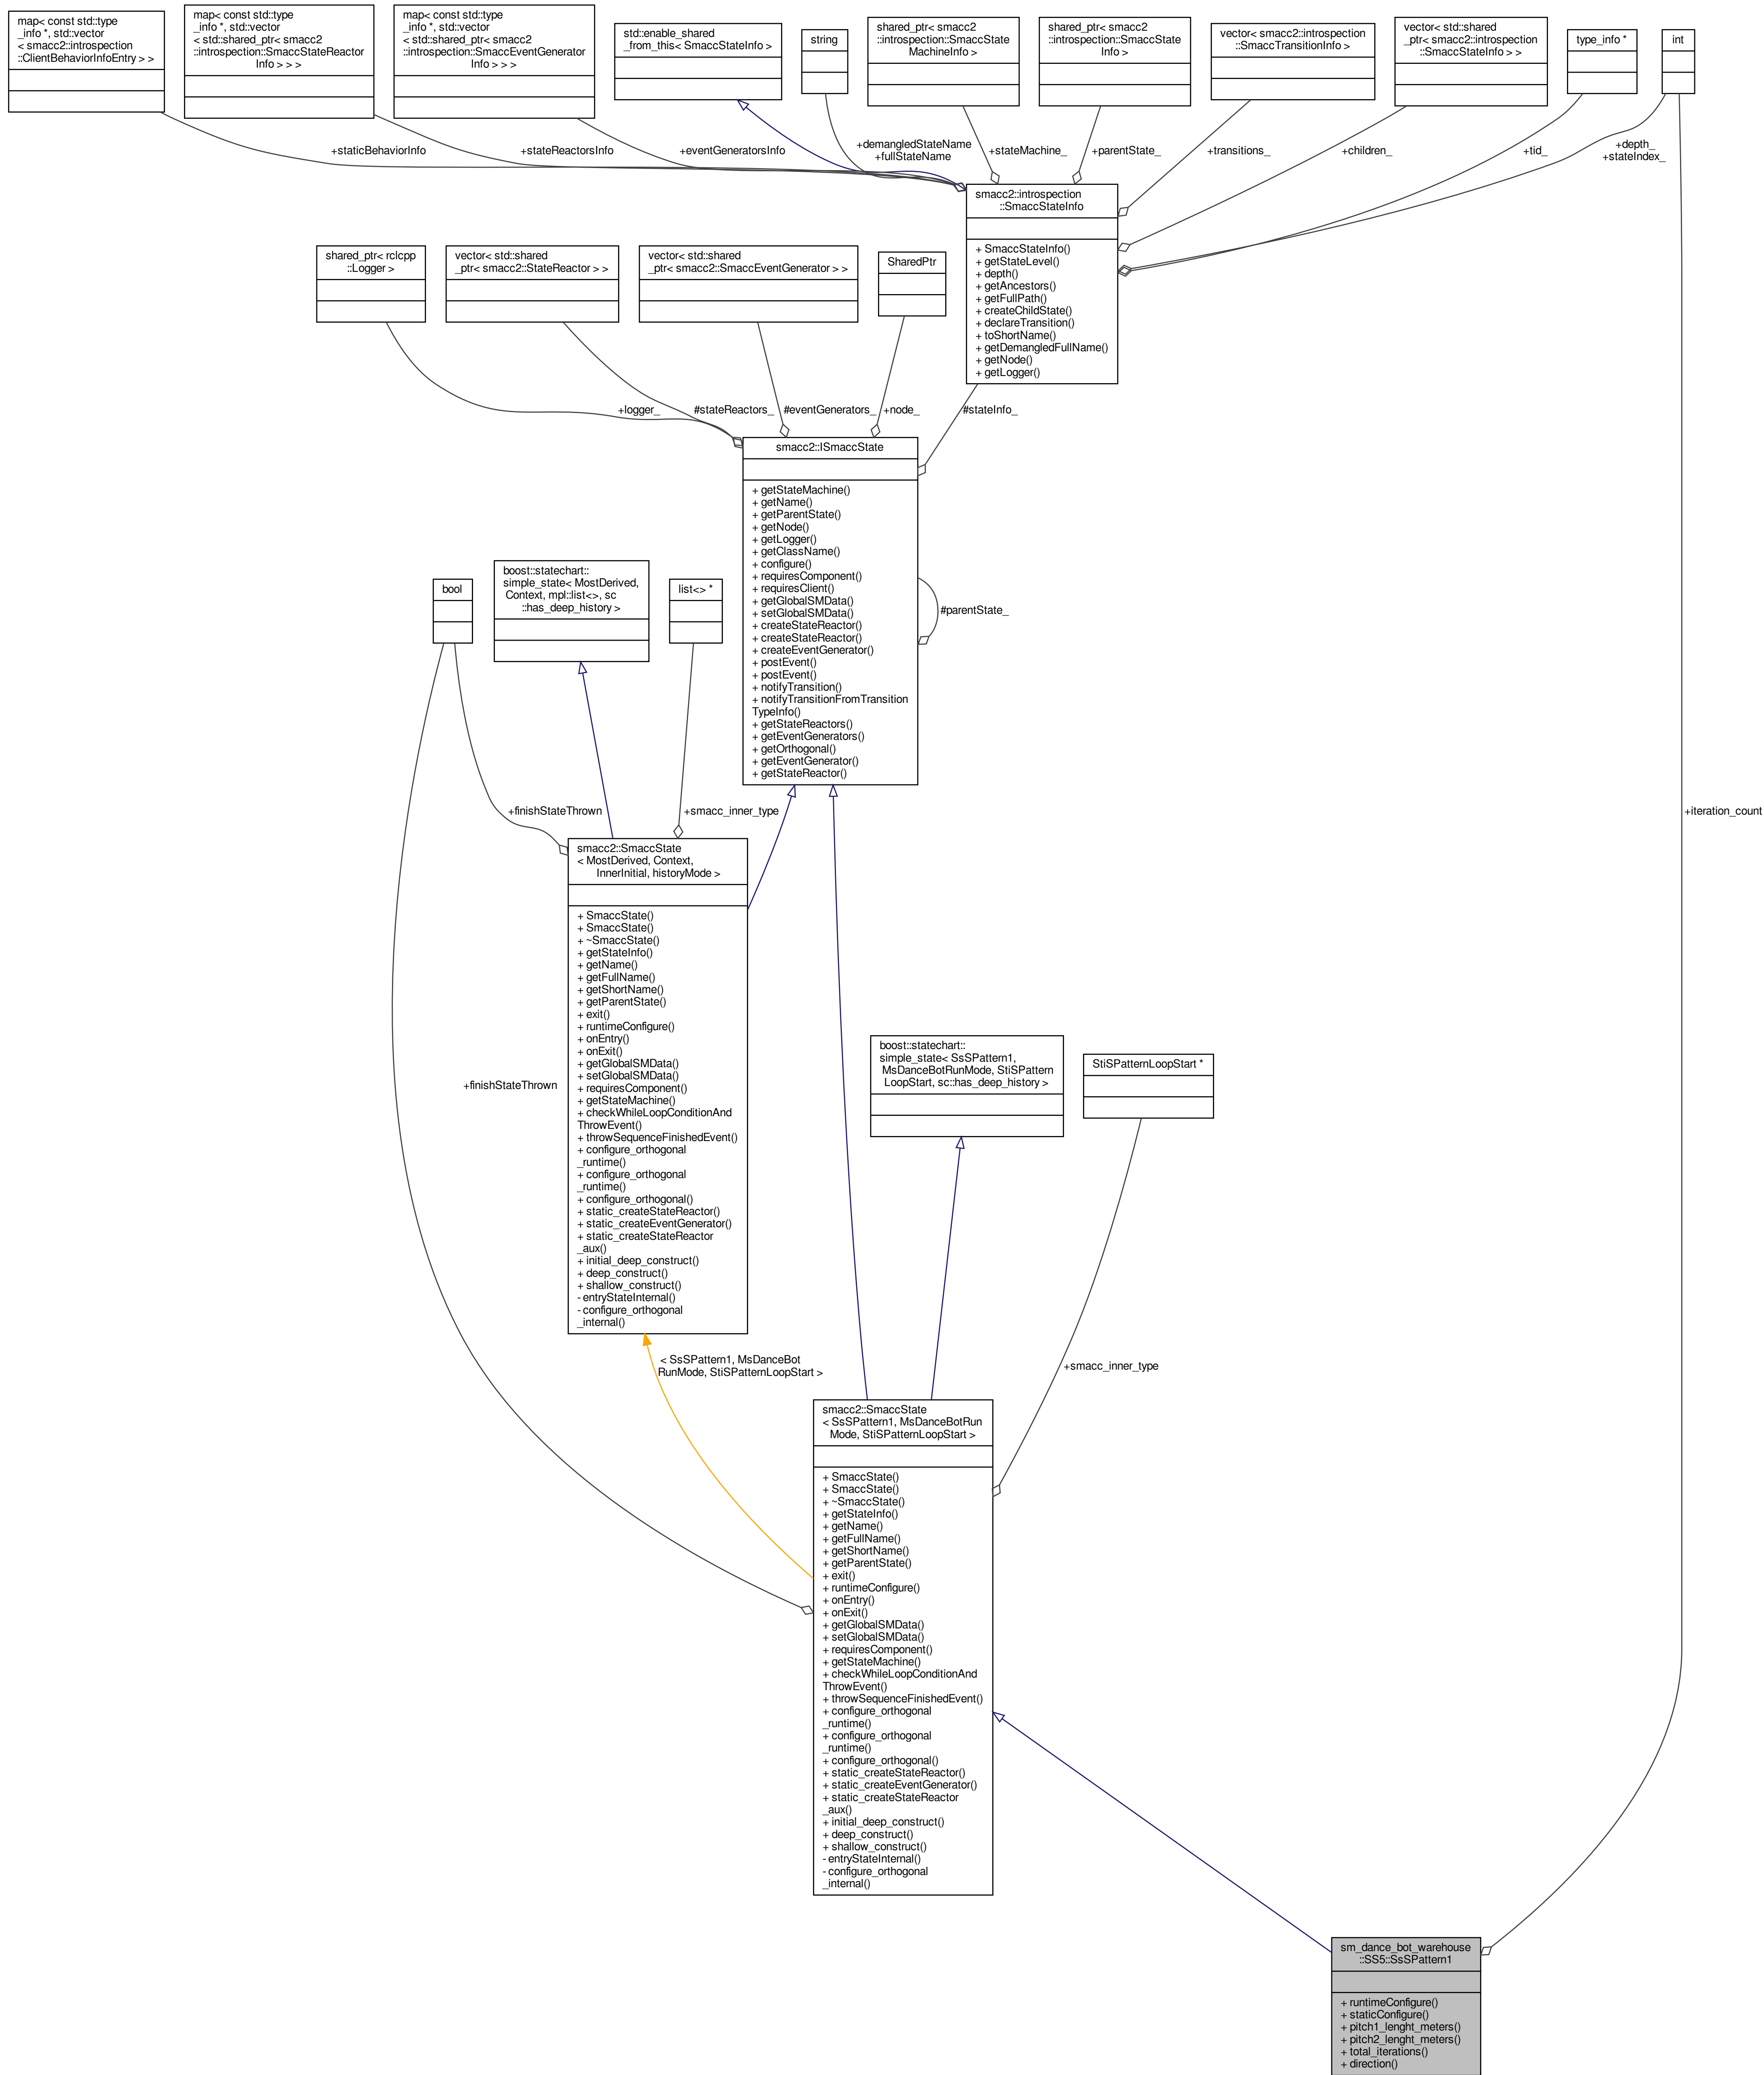 map< const std::type
_info *, std::vector
< smacc2::introspection
::ClientBehaviorInfoEntry > >
map< const std::type
_info *, std::vector
< std::shared_ptr< smacc2
::introspection::SmaccStateReactor
Info > > >
map< const std::type
_info *, std::vector
< std::shared_ptr< smacc2
::introspection::SmaccEventGenerator
Info > > >
std::enable_shared
_from_this< SmaccStateInfo >
string
shared_ptr< smacc2
::introspection::SmaccState
MachineInfo >
shared_ptr< smacc2
::introspection::SmaccState
Info >
vector< smacc2::introspection
::SmaccTransitionInfo >
vector< std::shared
_ptr< smacc2::introspection
::SmaccStateInfo > >
type_info *
int
+staticBehaviorInfo
+stateReactorsInfo
+eventGeneratorsInfo
+demangledStateName
+fullStateName
+stateMachine_
+parentState_
+transitions_
+children_
+tid_
+depth_
+stateIndex_
smacc2::introspection
::SmaccStateInfo
+ SmaccStateInfo()
+ getStateLevel()
+ depth()
+ getAncestors()
+ getFullPath()
+ createChildState()
+ declareTransition()
+ toShortName()
+ getDemangledFullName()
+ getNode()
+ getLogger()
shared_ptr< rclcpp
::Logger >
vector< std::shared
_ptr< smacc2::StateReactor > >
vector< std::shared
_ptr< smacc2::SmaccEventGenerator > >
SharedPtr
+logger_
#stateReactors_
#eventGenerators_
+node_
#stateInfo_
smacc2::ISmaccState
+ getStateMachine()
+ getName()
+ getParentState()
+ getNode()
+ getLogger()
+ getClassName()
+ configure()
+ requiresComponent()
+ requiresClient()
+ getGlobalSMData()
+ setGlobalSMData()
+ createStateReactor()
+ createStateReactor()
+ createEventGenerator()
+ postEvent()
+ postEvent()
+ notifyTransition()
+ notifyTransitionFromTransition
TypeInfo()
+ getStateReactors()
+ getEventGenerators()
+ getOrthogonal()
+ getEventGenerator()
+ getStateReactor()
#parentState_
bool
boost::statechart::
simple_state< MostDerived,
Context, mpl::list<>, sc
::has_deep_history >
list<> *
+finishStateThrown
+smacc_inner_type
+iteration_count
smacc2::SmaccState
< MostDerived, Context,
InnerInitial, historyMode >
+ SmaccState()
+ SmaccState()
+ ~SmaccState()
+ getStateInfo()
+ getName()
+ getFullName()
+ getShortName()
+ getParentState()
+ exit()
+ runtimeConfigure()
+ onEntry()
+ onExit()
+ getGlobalSMData()
+ setGlobalSMData()
+ requiresComponent()
+ getStateMachine()
+ checkWhileLoopConditionAnd
ThrowEvent()
+ throwSequenceFinishedEvent()
+ configure_orthogonal
_runtime()
+ configure_orthogonal
_runtime()
+ configure_orthogonal()
+ static_createStateReactor()
+ static_createEventGenerator()
+ static_createStateReactor
_aux()
+ initial_deep_construct()
+ deep_construct()
+ shallow_construct()
- entryStateInternal()
- configure_orthogonal
_internal()
+finishStateThrown
boost::statechart::
simple_state< SsSPattern1,
MsDanceBotRunMode, StiSPattern
LoopStart, sc::has_deep_history >
StiSPatternLoopStart *
< SsSPattern1, MsDanceBot
RunMode, StiSPatternLoopStart >
+smacc_inner_type
smacc2::SmaccState
< SsSPattern1, MsDanceBotRun
Mode, StiSPatternLoopStart >
+ SmaccState()
+ SmaccState()
+ ~SmaccState()
+ getStateInfo()
+ getName()
+ getFullName()
+ getShortName()
+ getParentState()
+ exit()
+ runtimeConfigure()
+ onEntry()
+ onExit()
+ getGlobalSMData()
+ setGlobalSMData()
+ requiresComponent()
+ getStateMachine()
+ checkWhileLoopConditionAnd
ThrowEvent()
+ throwSequenceFinishedEvent()
+ configure_orthogonal
_runtime()
+ configure_orthogonal
_runtime()
+ configure_orthogonal()
+ static_createStateReactor()
+ static_createEventGenerator()
+ static_createStateReactor
_aux()
+ initial_deep_construct()
+ deep_construct()
+ shallow_construct()
- entryStateInternal()
- configure_orthogonal
_internal()
sm_dance_bot_warehouse
::SS5::SsSPattern1
+ runtimeConfigure()
+ staticConfigure()
+ pitch1_lenght_meters()
+ pitch2_lenght_meters()
+ total_iterations()
+ direction()